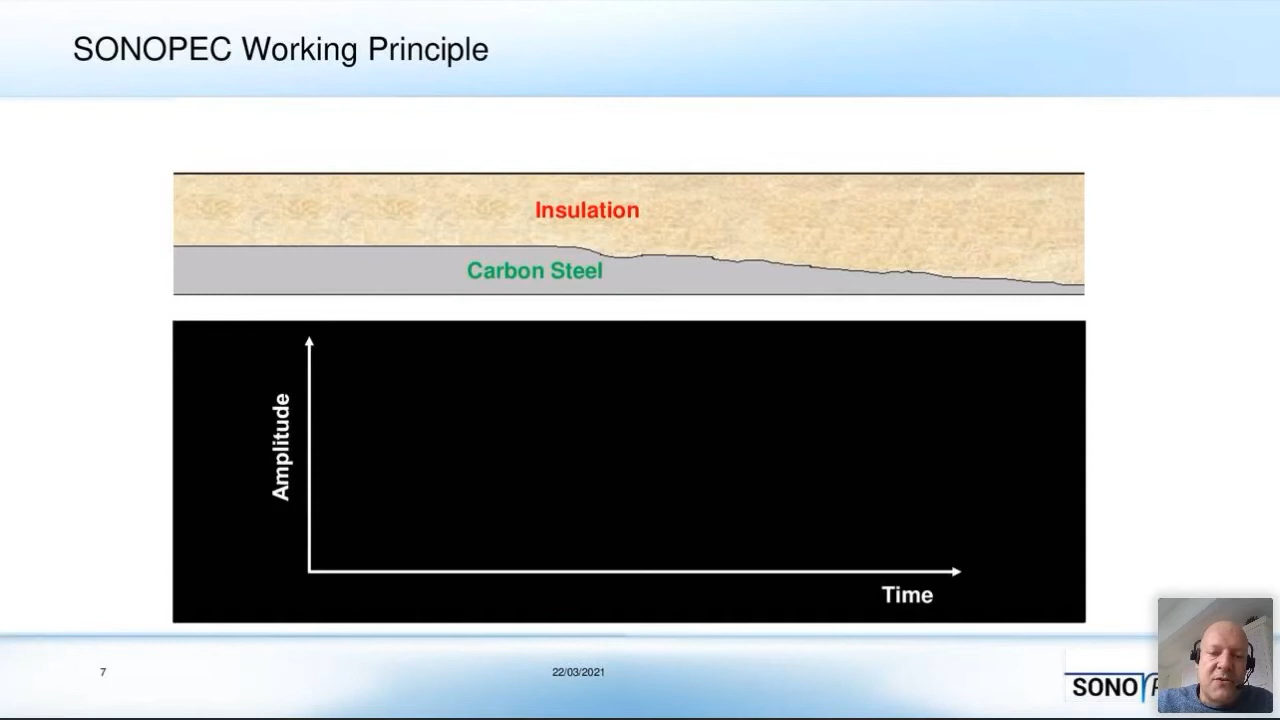 SONOPEC Working Principle
Insulation
Carbon Steel
Amplitude
Time
7
22/03/2021
SONO